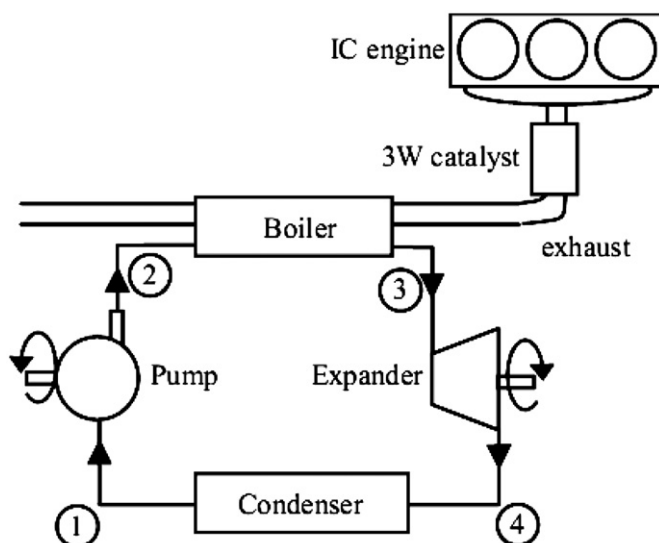 IC engine
3W catalyst
Boiler
exhaust
2
3
Pump
Expander
Condenser
1
4